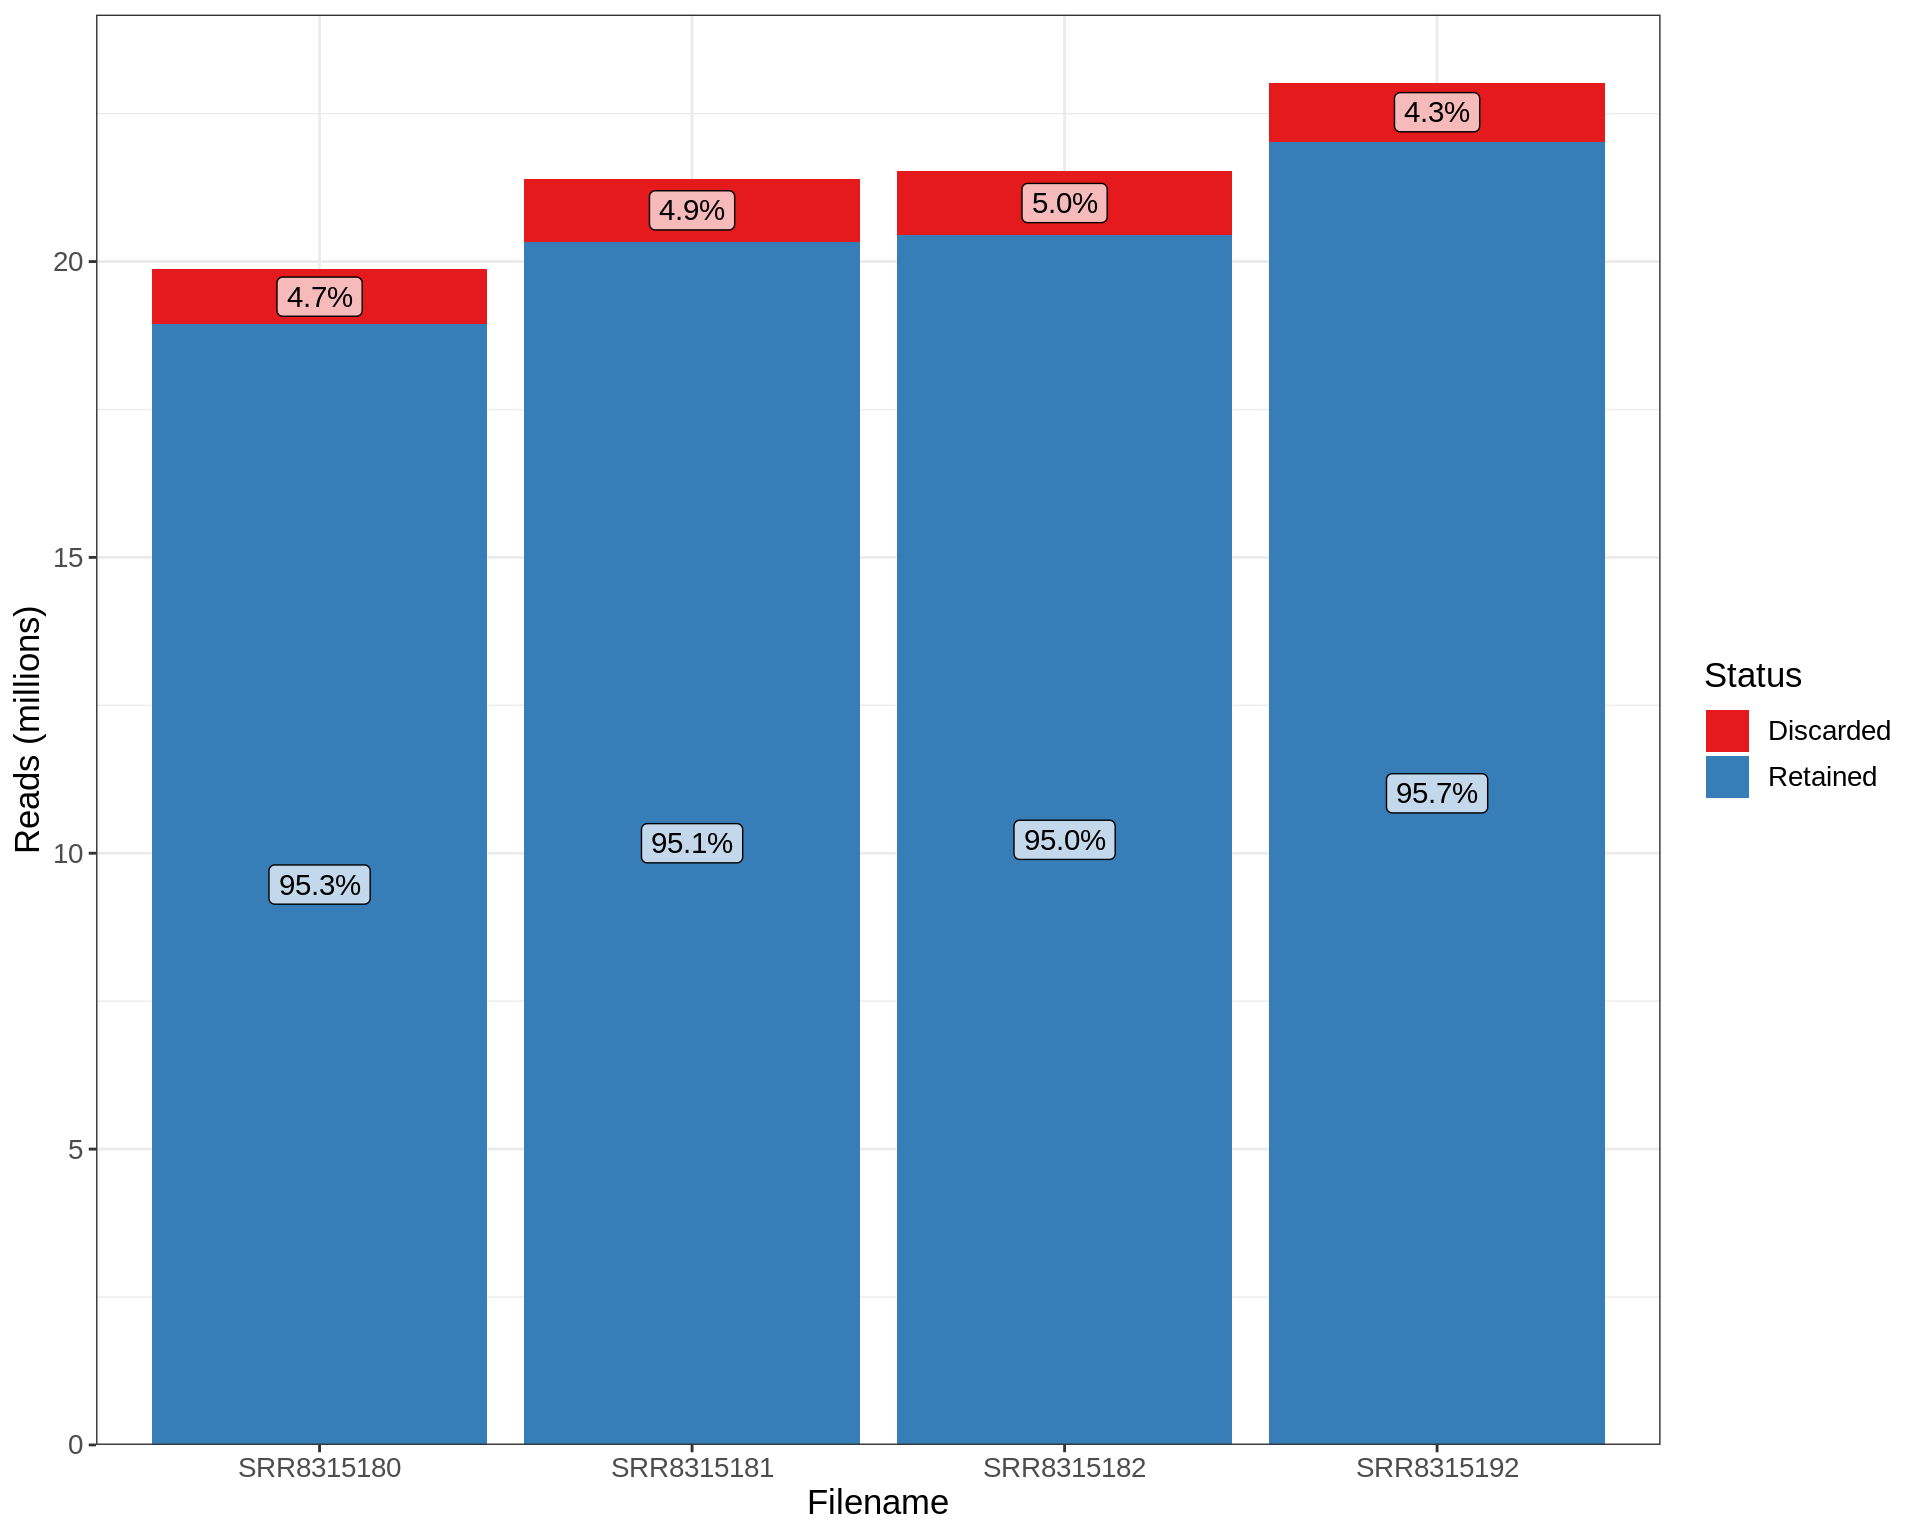 4.3%
4.9%
5.0%
4.7%
95.7%
95.0%
95.1%
95.3%
20
15
10
5
0
Reads (millions)
SRR8315180
SRR8315181
SRR8315182
SRR8315192
Filename
Status
Discarded
Retained